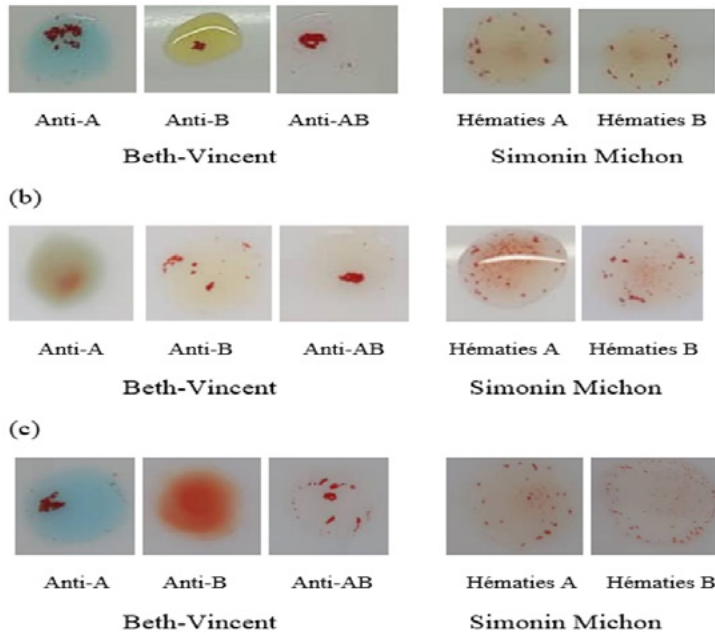 Anti-A Anti-B Anti-AB Hématies A Hématies B
Beth-Vincent Simonin Michon
(b)
Anti-A Anti-B Anti-AB Hématies A Hématies B
Beth-Vincent Simonin Michon
(c)
Anti-A Anti-B Anti-AB Hématies A Hématies B
Beth-Vincent Simonin Michon